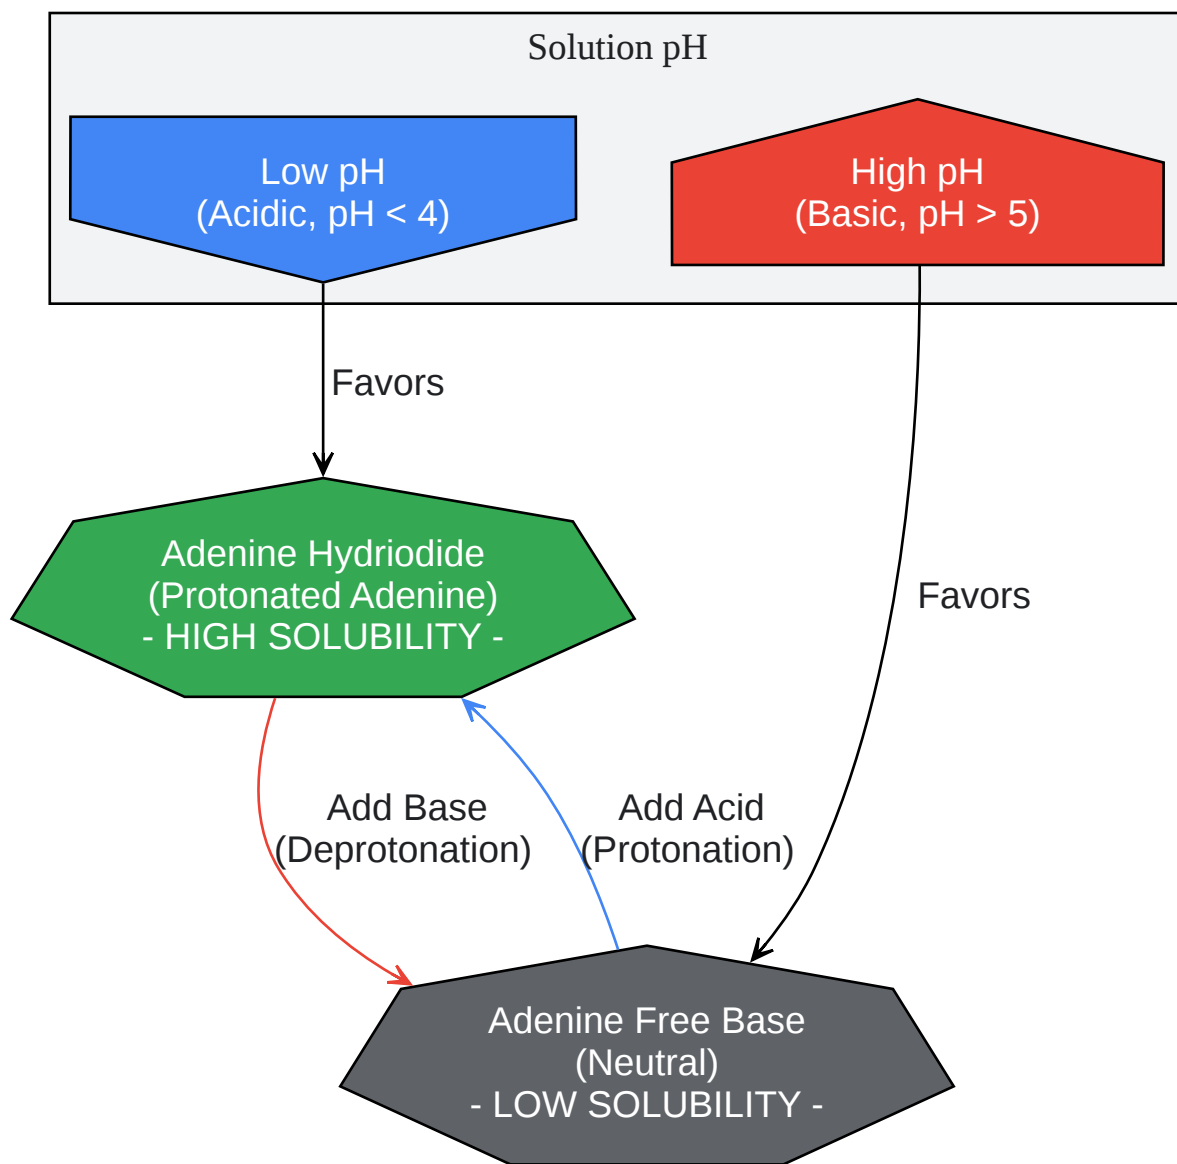 Solution pH
Low pH
(Acidic, pH < 4)
High pH
(Basic, pH > 5)
Favors
Adenine Hydriodide
(Protonated Adenine)
- HIGH SOLUBILITY -
Favors
Add Base
(Deprotonation)
Add Acid
(Protonation)
Adenine Free Base
(Neutral)
- LOW SOLUBILITY -